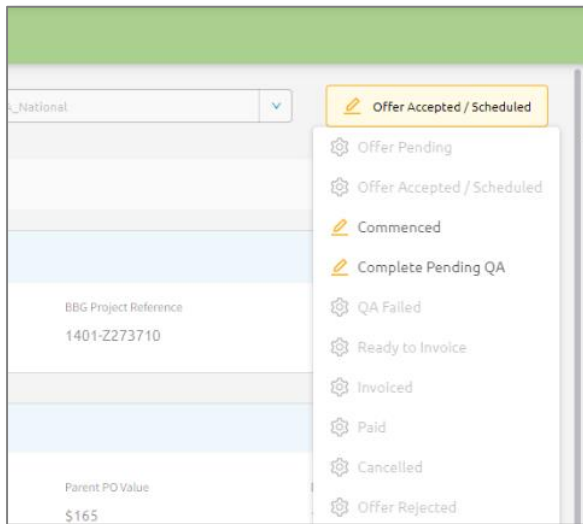 A_National
Offer Accepted / Scheduled
Offer Pending
Offer Accepted / Scheduled
Commenced
Complete Pending QA
BBG Project Reference
1401-Z273710
QA Failed
Ready to Invoice
Invoiced
Paid
Cancelled
Parent PO Value
$165
Offer Rejected